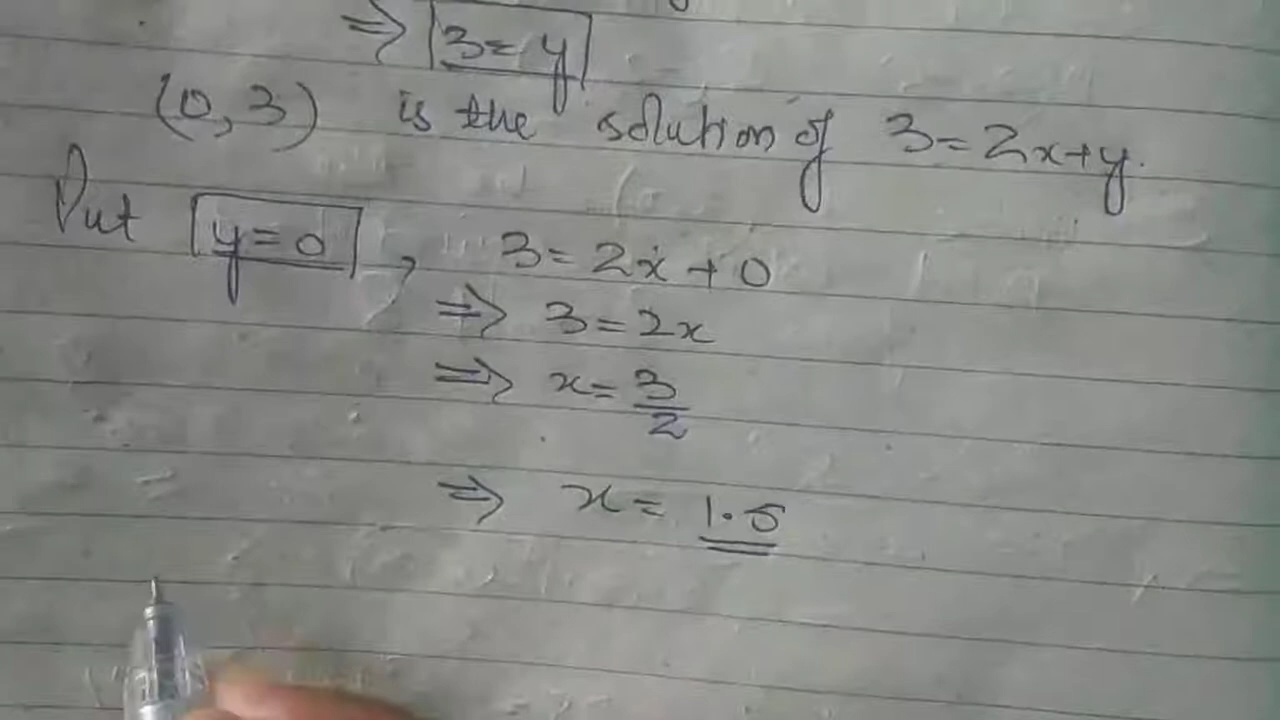 ⇒ 3 = y
(0, 3) is the solution of 3 = 2x + y.
Put y = 0 , 3 = 2x + 0
⇒ 3 = 2x
⇒ x = 3/2
⇒ x = 1.5